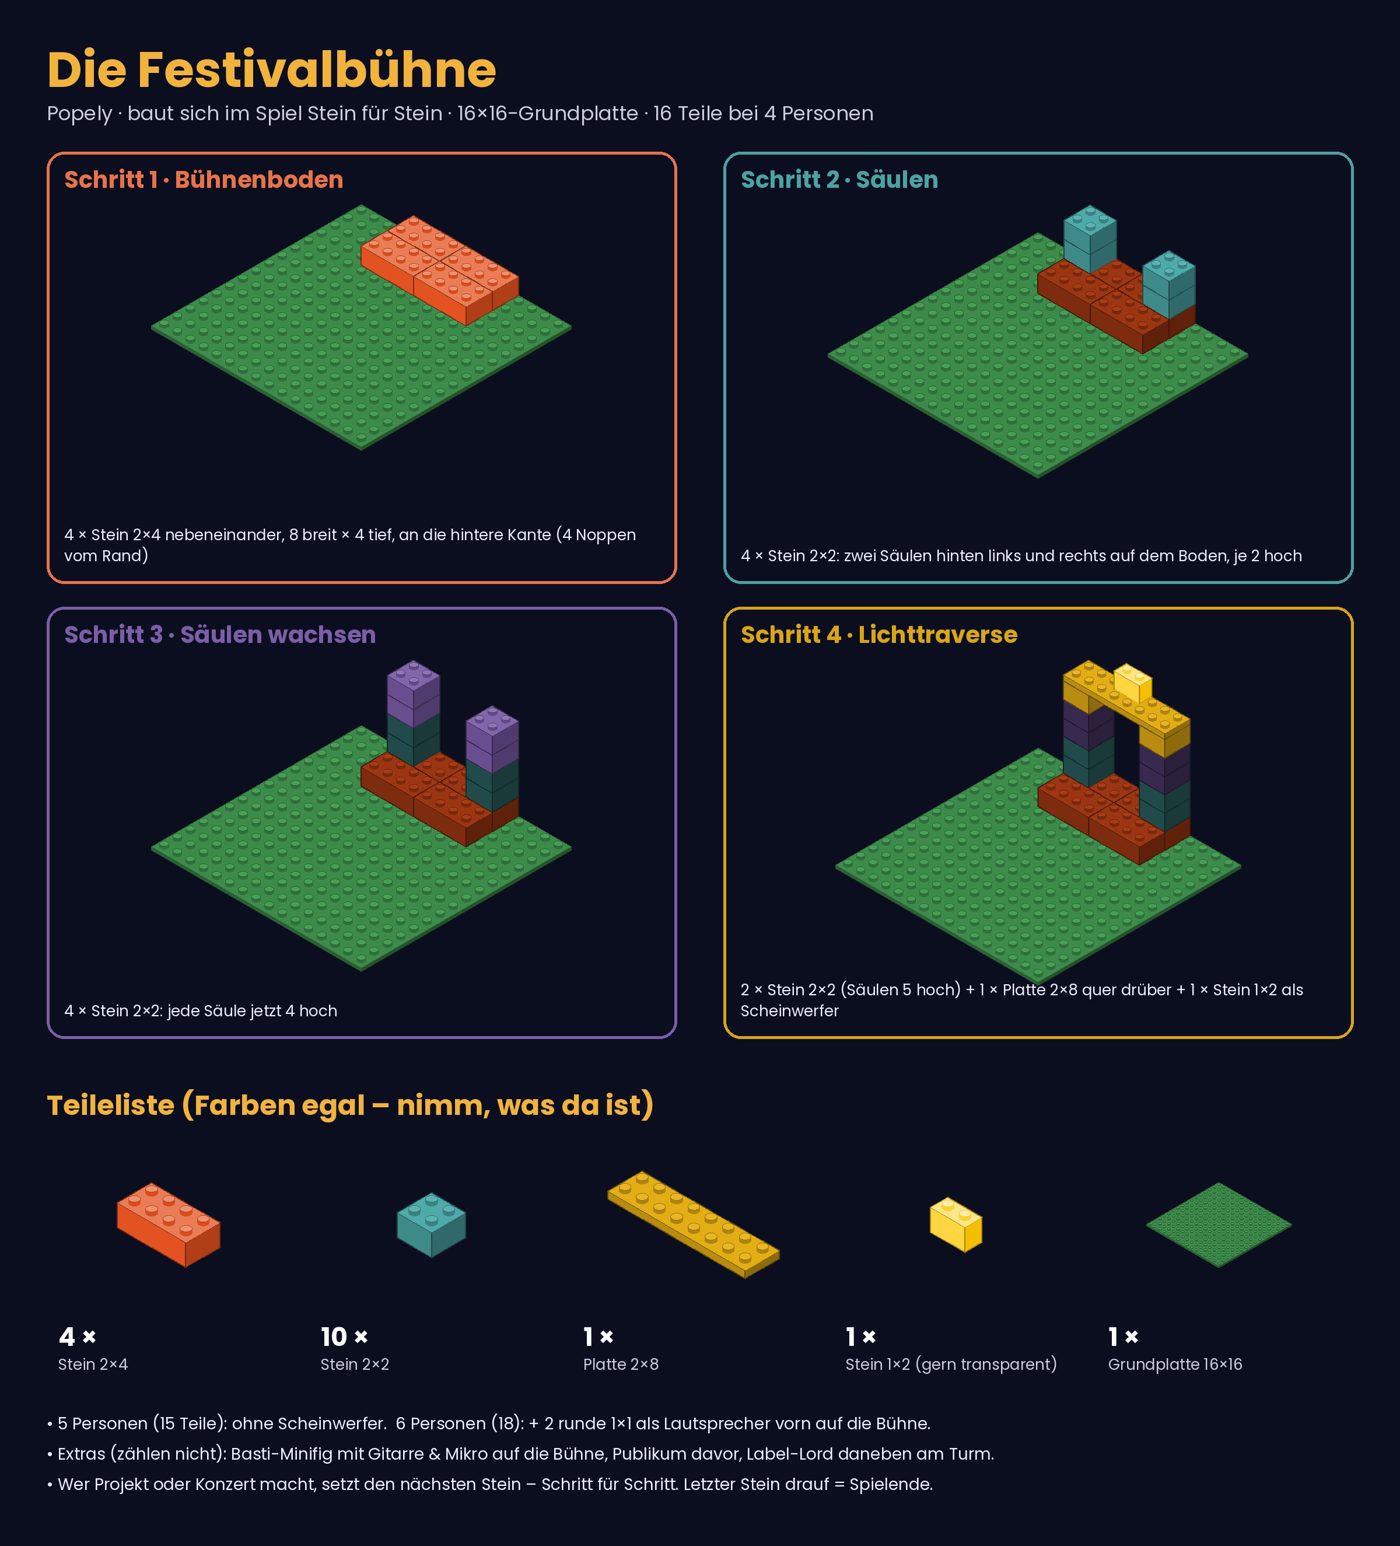 Die Festivalbühne
Popely · baut sich im Spiel Stein für Stein · 16×16-Grundplatte · 16 Teile bei 4 Personen
Schritt 1 · Bühnenboden
4 × Stein 2×4 nebeneinander, 8 breit × 4 tief, an die hintere Kante (4 Noppen
vom Rand)
Schritt 2 · Säulen
4 × Stein 2×2: zwei Säulen hinten links und rechts auf dem Boden, je 2 hoch
Schritt 3 · Säulen wachsen
4 × Stein 2×2: jede Säule jetzt 4 hoch
Schritt 4 · Lichttraverse
2 × Stein 2×2 (Säulen 5 hoch) + 1 × Platte 2×8 quer drüber + 1 × Stein 1×2 als
Scheinwerfer
Teileliste (Farben egal – nimm, was da ist)
4 ×
Stein 2×4
10 ×
Stein 2×2
1 ×
Platte 2×8
1 ×
Stein 1×2 (gern transparent)
1 ×
Grundplatte 16×16
• 5 Personen (15 Teile): ohne Scheinwerfer. 6 Personen (18): + 2 runde 1×1 als Lautsprecher vorn auf die Bühne.
• Extras (zählen nicht): Basti-Minifig mit Gitarre & Mikro auf die Bühne, Publikum davor, Label-Lord daneben am Turm.
• Wer Projekt oder Konzert macht, setzt den nächsten Stein – Schritt für Schritt. Letzter Stein drauf = Spielende.